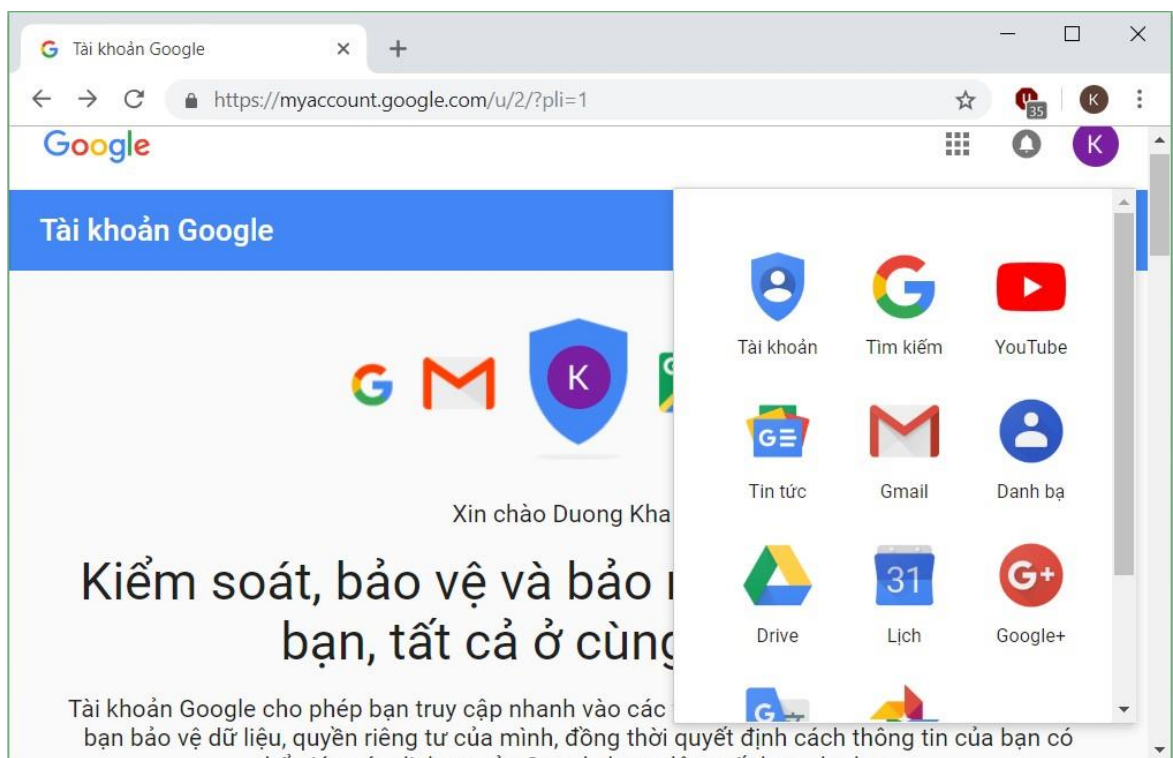 Tài khoản Google
https://myaccount.google.com/u/2/?pli=1
35
K
Google
K
Tài khoản Google
Tài khoản
Tìm kiếm
YouTube
K
G
Tin tức
Gmail
Danh bạ
Xin chào Duong Kha
31
G+
Kiểm soát, bảo vệ và bảo
bạn, tất cả ở cùng
Drive
Lịch
Google+
Tài khoản Google cho phép bạn truy cập nhanh vào các
bạn bảo vệ dữ liệu, quyền riêng tư của mình, đồng thời quyết định cách thông tin của bạn có